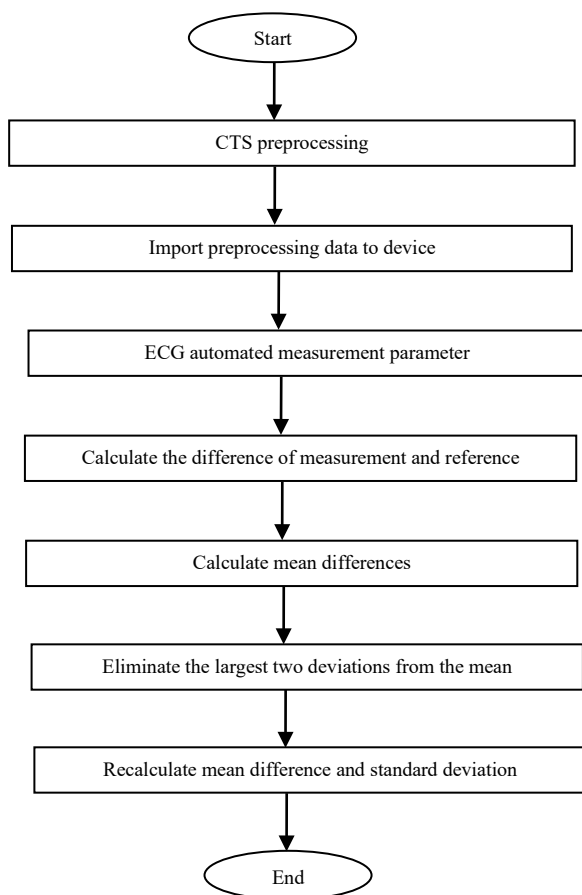 Start
CTS preprocessing
Import preprocessing data to device
ECG automated measurement parameter
Calculate the difference of measurement and reference
Calculate mean differences
Eliminate the largest two deviations from the mean
Recalculate mean difference and standard deviation
End